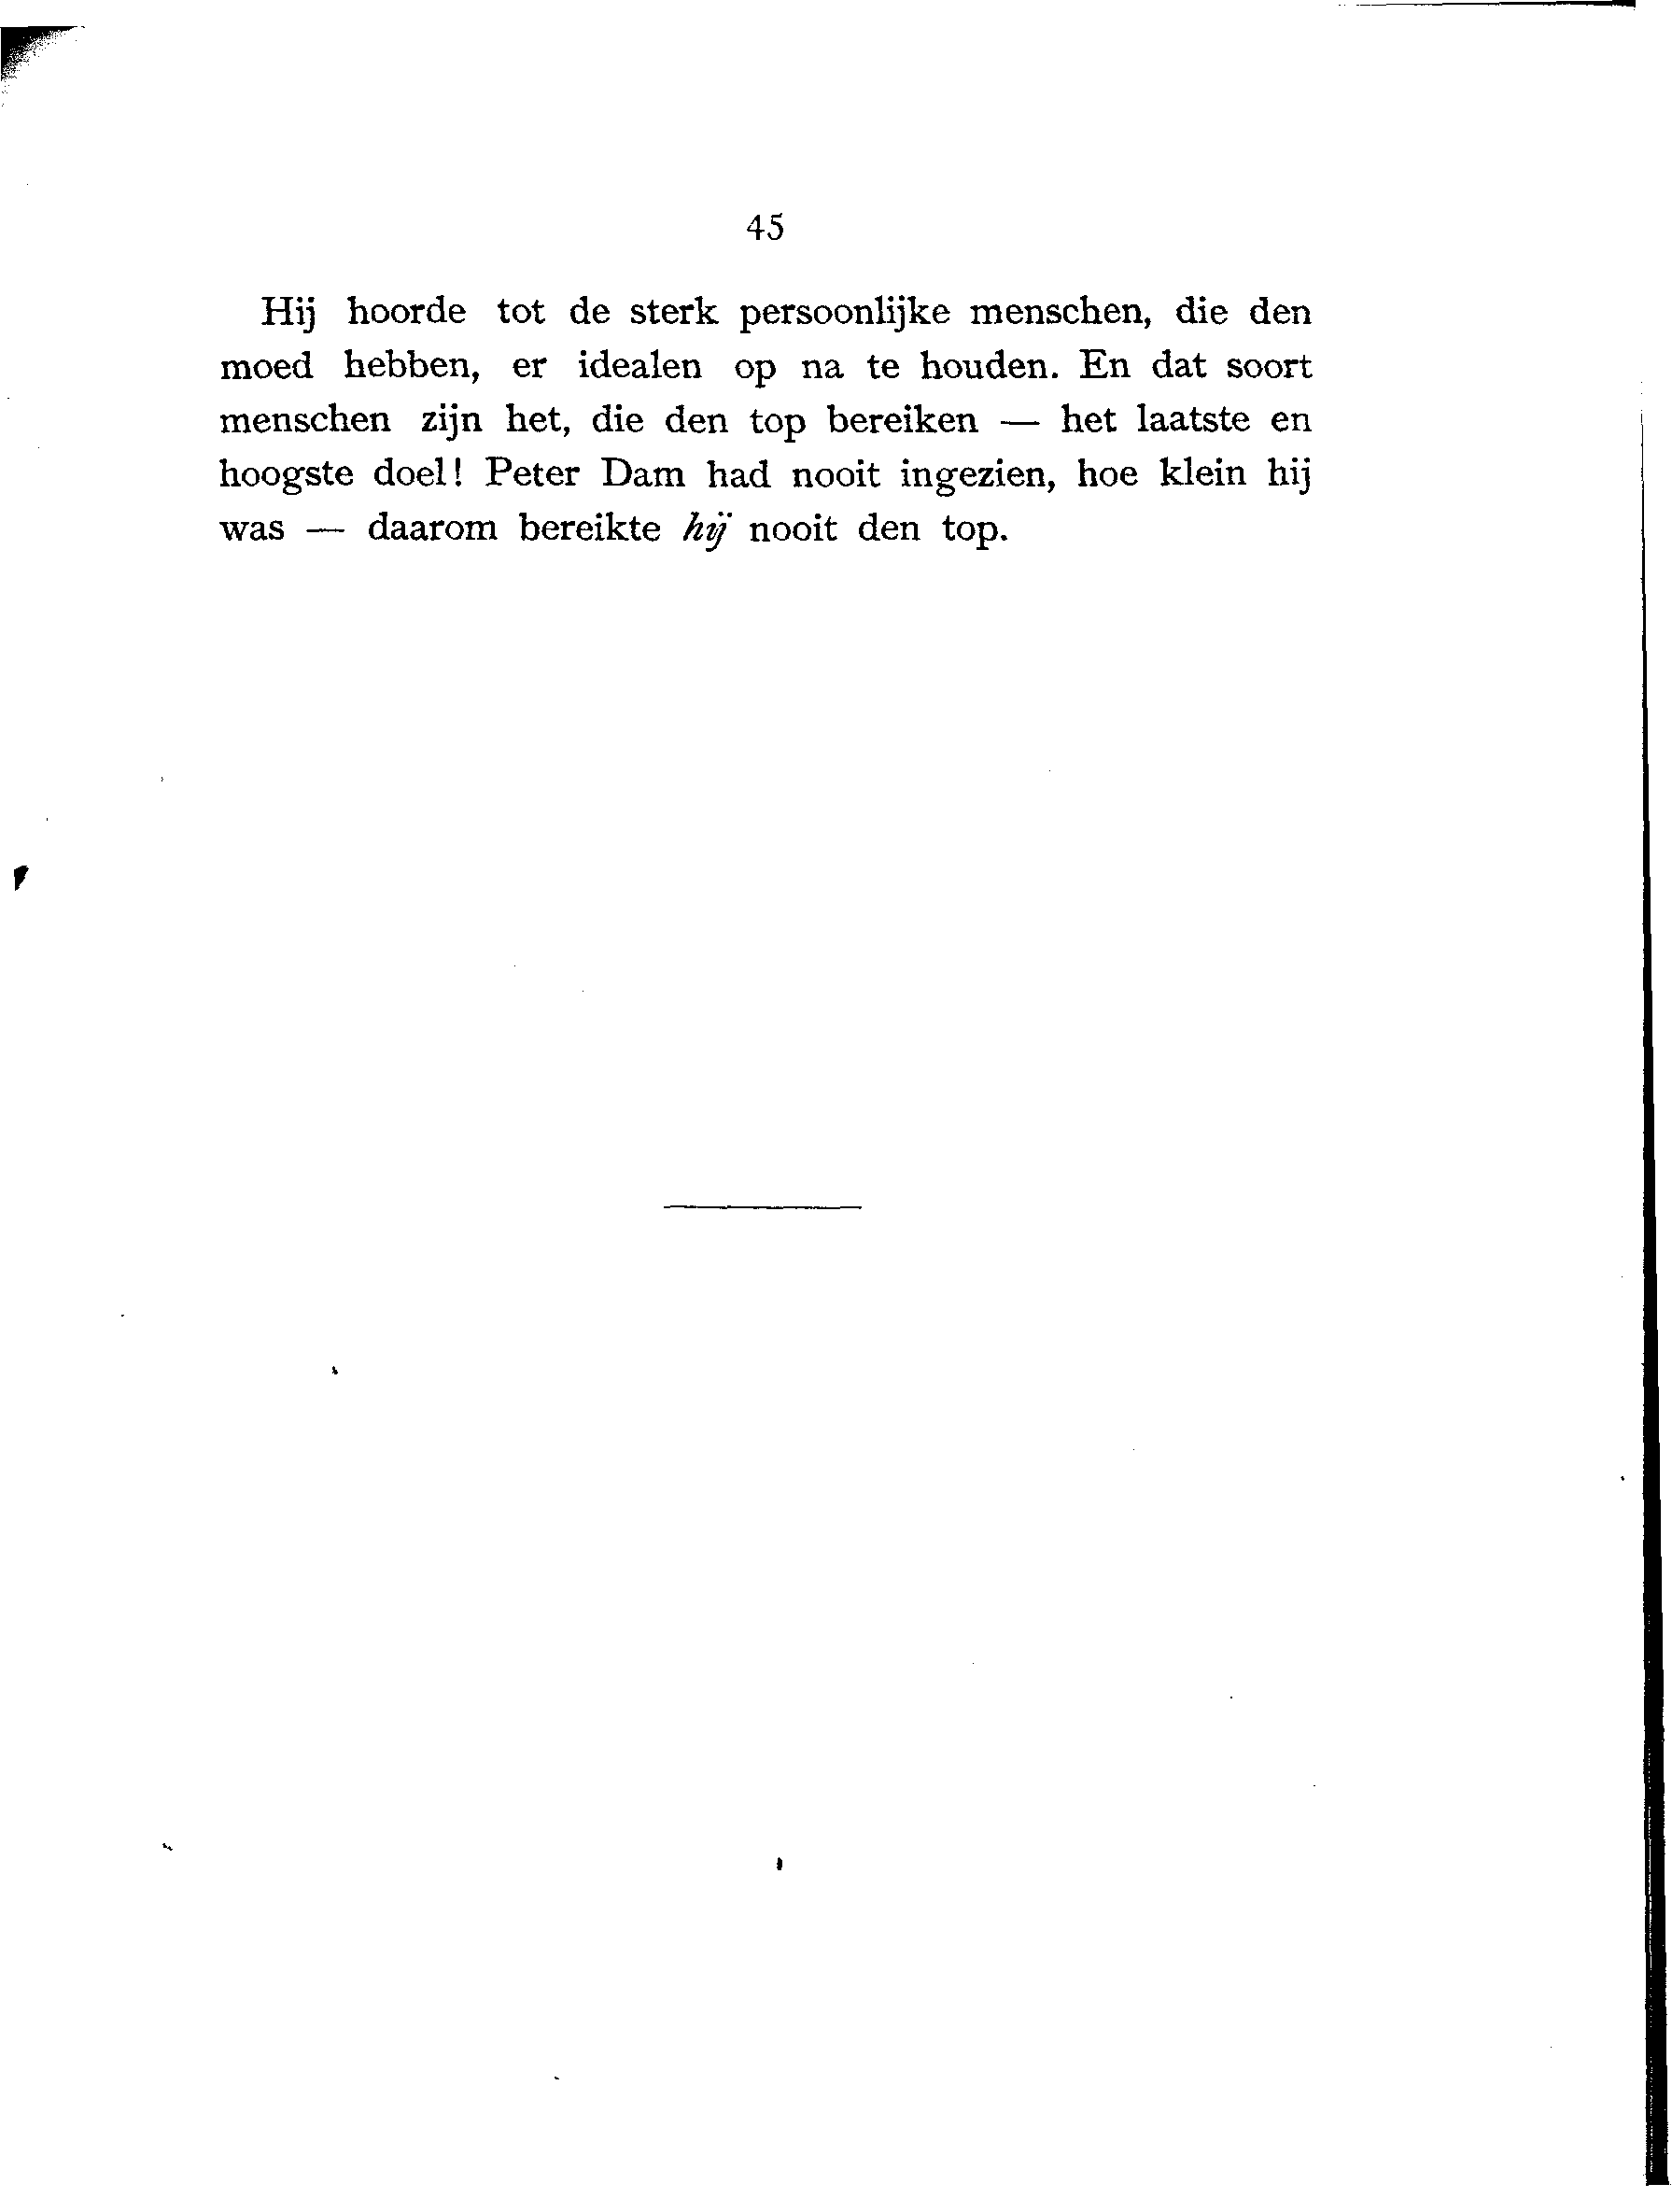 45
Hij hoorde tot de sterk persoonlijke menschen, die den
moed hebben, er idealen op na te houden. En dat soort
menschen zijn het, die den top bereiken — het laatste en
hoogste doel! Peter Dam had nooit ingezien, hoe klein hij
was — daarom bereikte hij nooit den top.